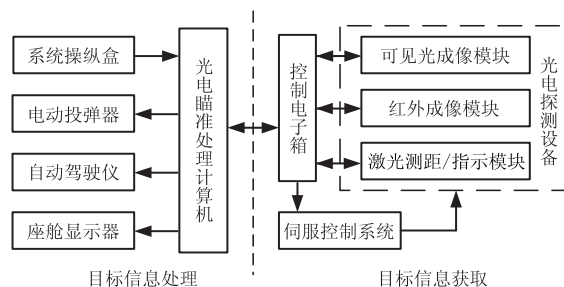 系统操纵盒
电动投弹器
自动驾驶仪
座舱显示器
光电瞄准处理计算机
控制电子箱
可见光成像模块
红外成像模块
激光测距/指示模块
光电探测设备
伺服控制系统
目标信息处理
目标信息获取